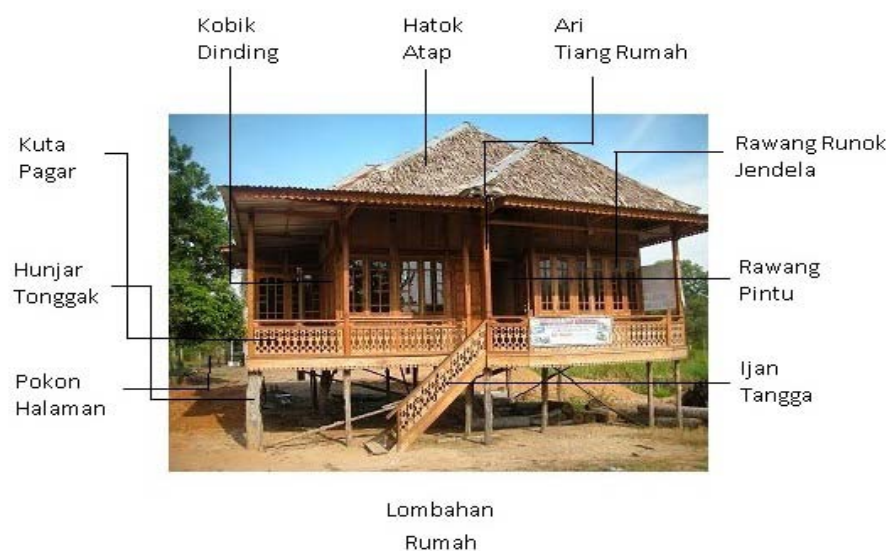 Kobik
Dinding
Hatok
Atap
Ari
Tiang Rumah
Kuta
Pagar
Rawang Runok
Jendela
Hunjar
Tonggak
Rawang
Pintu
Pokon
Halaman
Ijan
Tangga
Lombahan
Rumah